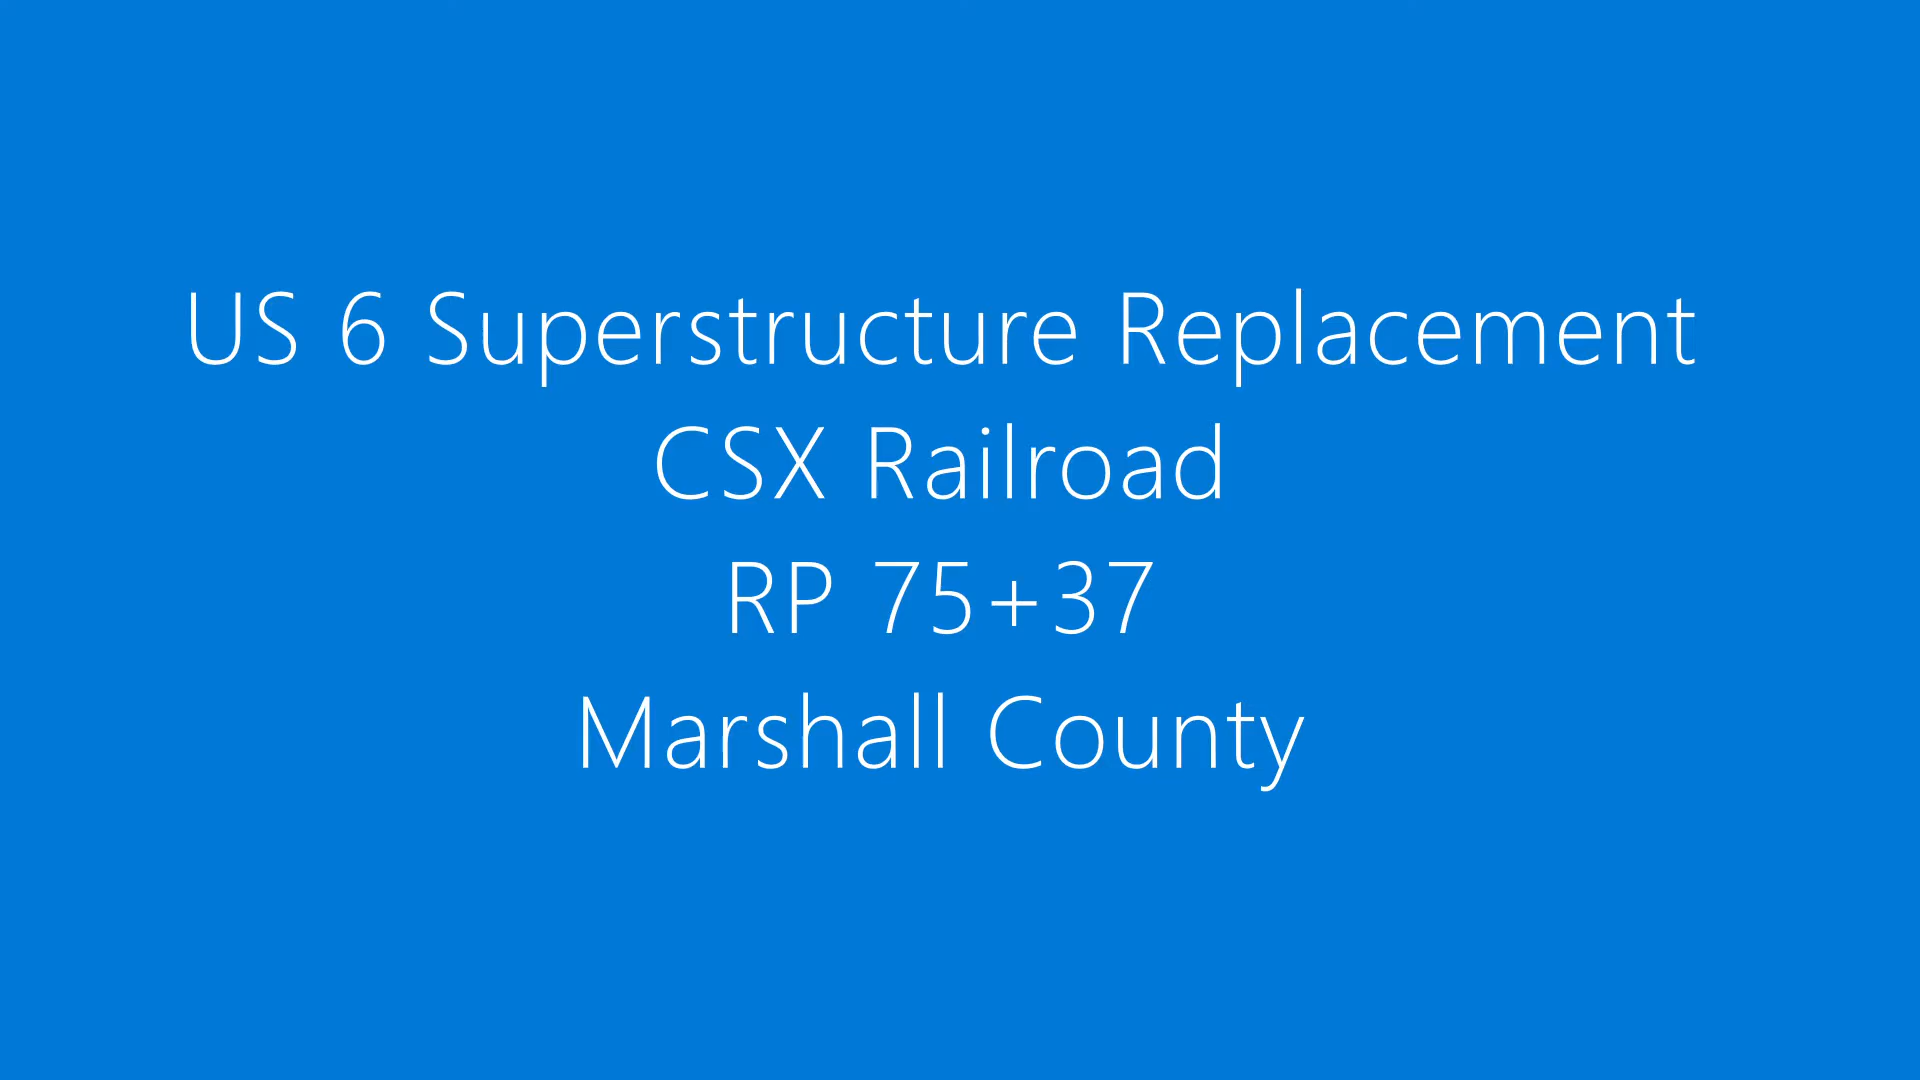 US 6 Superstructure Replacement
CSX Railroad
RP 75+37
Marshall County